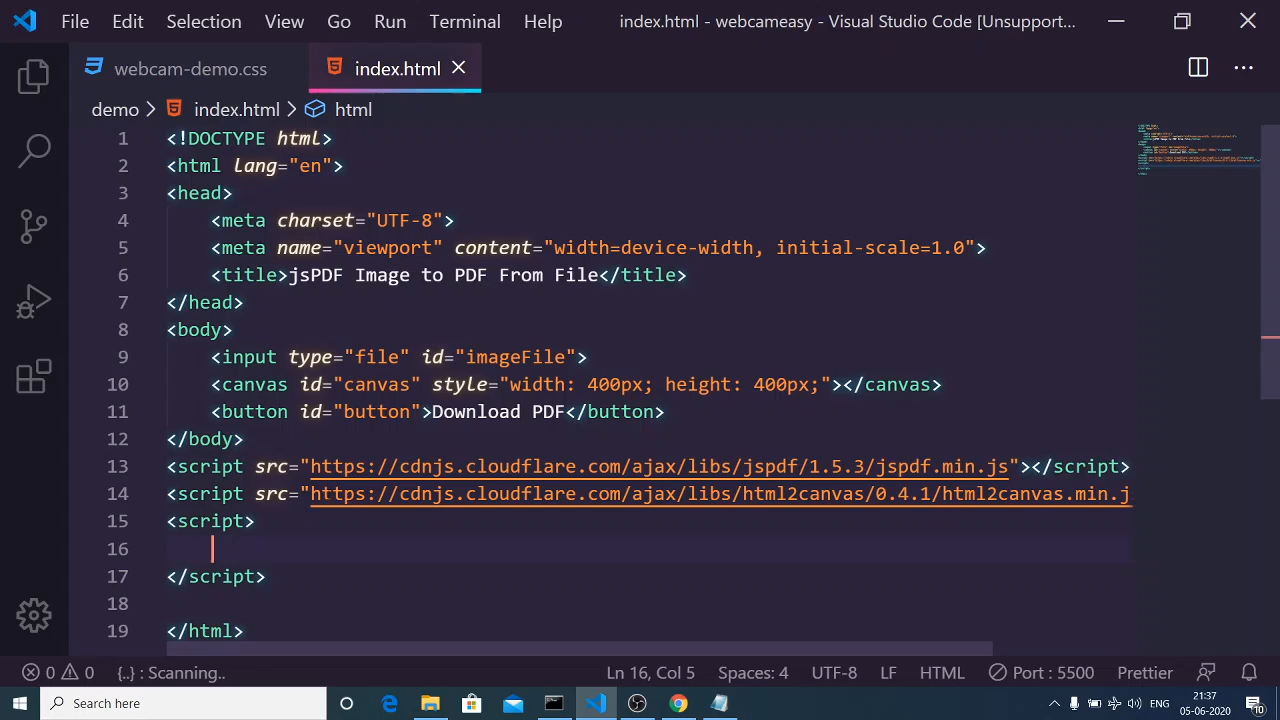 File Edit Selection View Go Run Terminal Help index.html - webcameasy - Visual Studio Code [Unsupport...
webcam-demo.css index.html
demo > index.html > html
1 <!DOCTYPE html>
2 <html lang="en">
3 <head>
4 <meta charset="UTF-8">
5 <meta name="viewport" content="width=device-width, initial-scale=1.0">
6 <title>jsPDF Image to PDF From File</title>
7 </head>
8 <body>
9 <input type="file" id="imageFile">
10 <canvas id="canvas" style="width: 400px; height: 400px;"></canvas>
11 <button id="button">Download PDF</button>
12 </body>
13 <script src="https://cdnjs.cloudflare.com/ajax/libs/jspdf/1.5.3/jspdf.min.js"></script>
14 <script src="https://cdnjs.cloudflare.com/ajax/libs/html2canvas/0.4.1/html2canvas.min.j
15 <script>
16
17 </script>
18
19 </html>
0 0 {..} : Scanning.. Ln 16, Col 5 Spaces: 4 UTF-8 LF HTML Port : 5500 Prettier
Search here ENG 21:37
05-06-2020 10